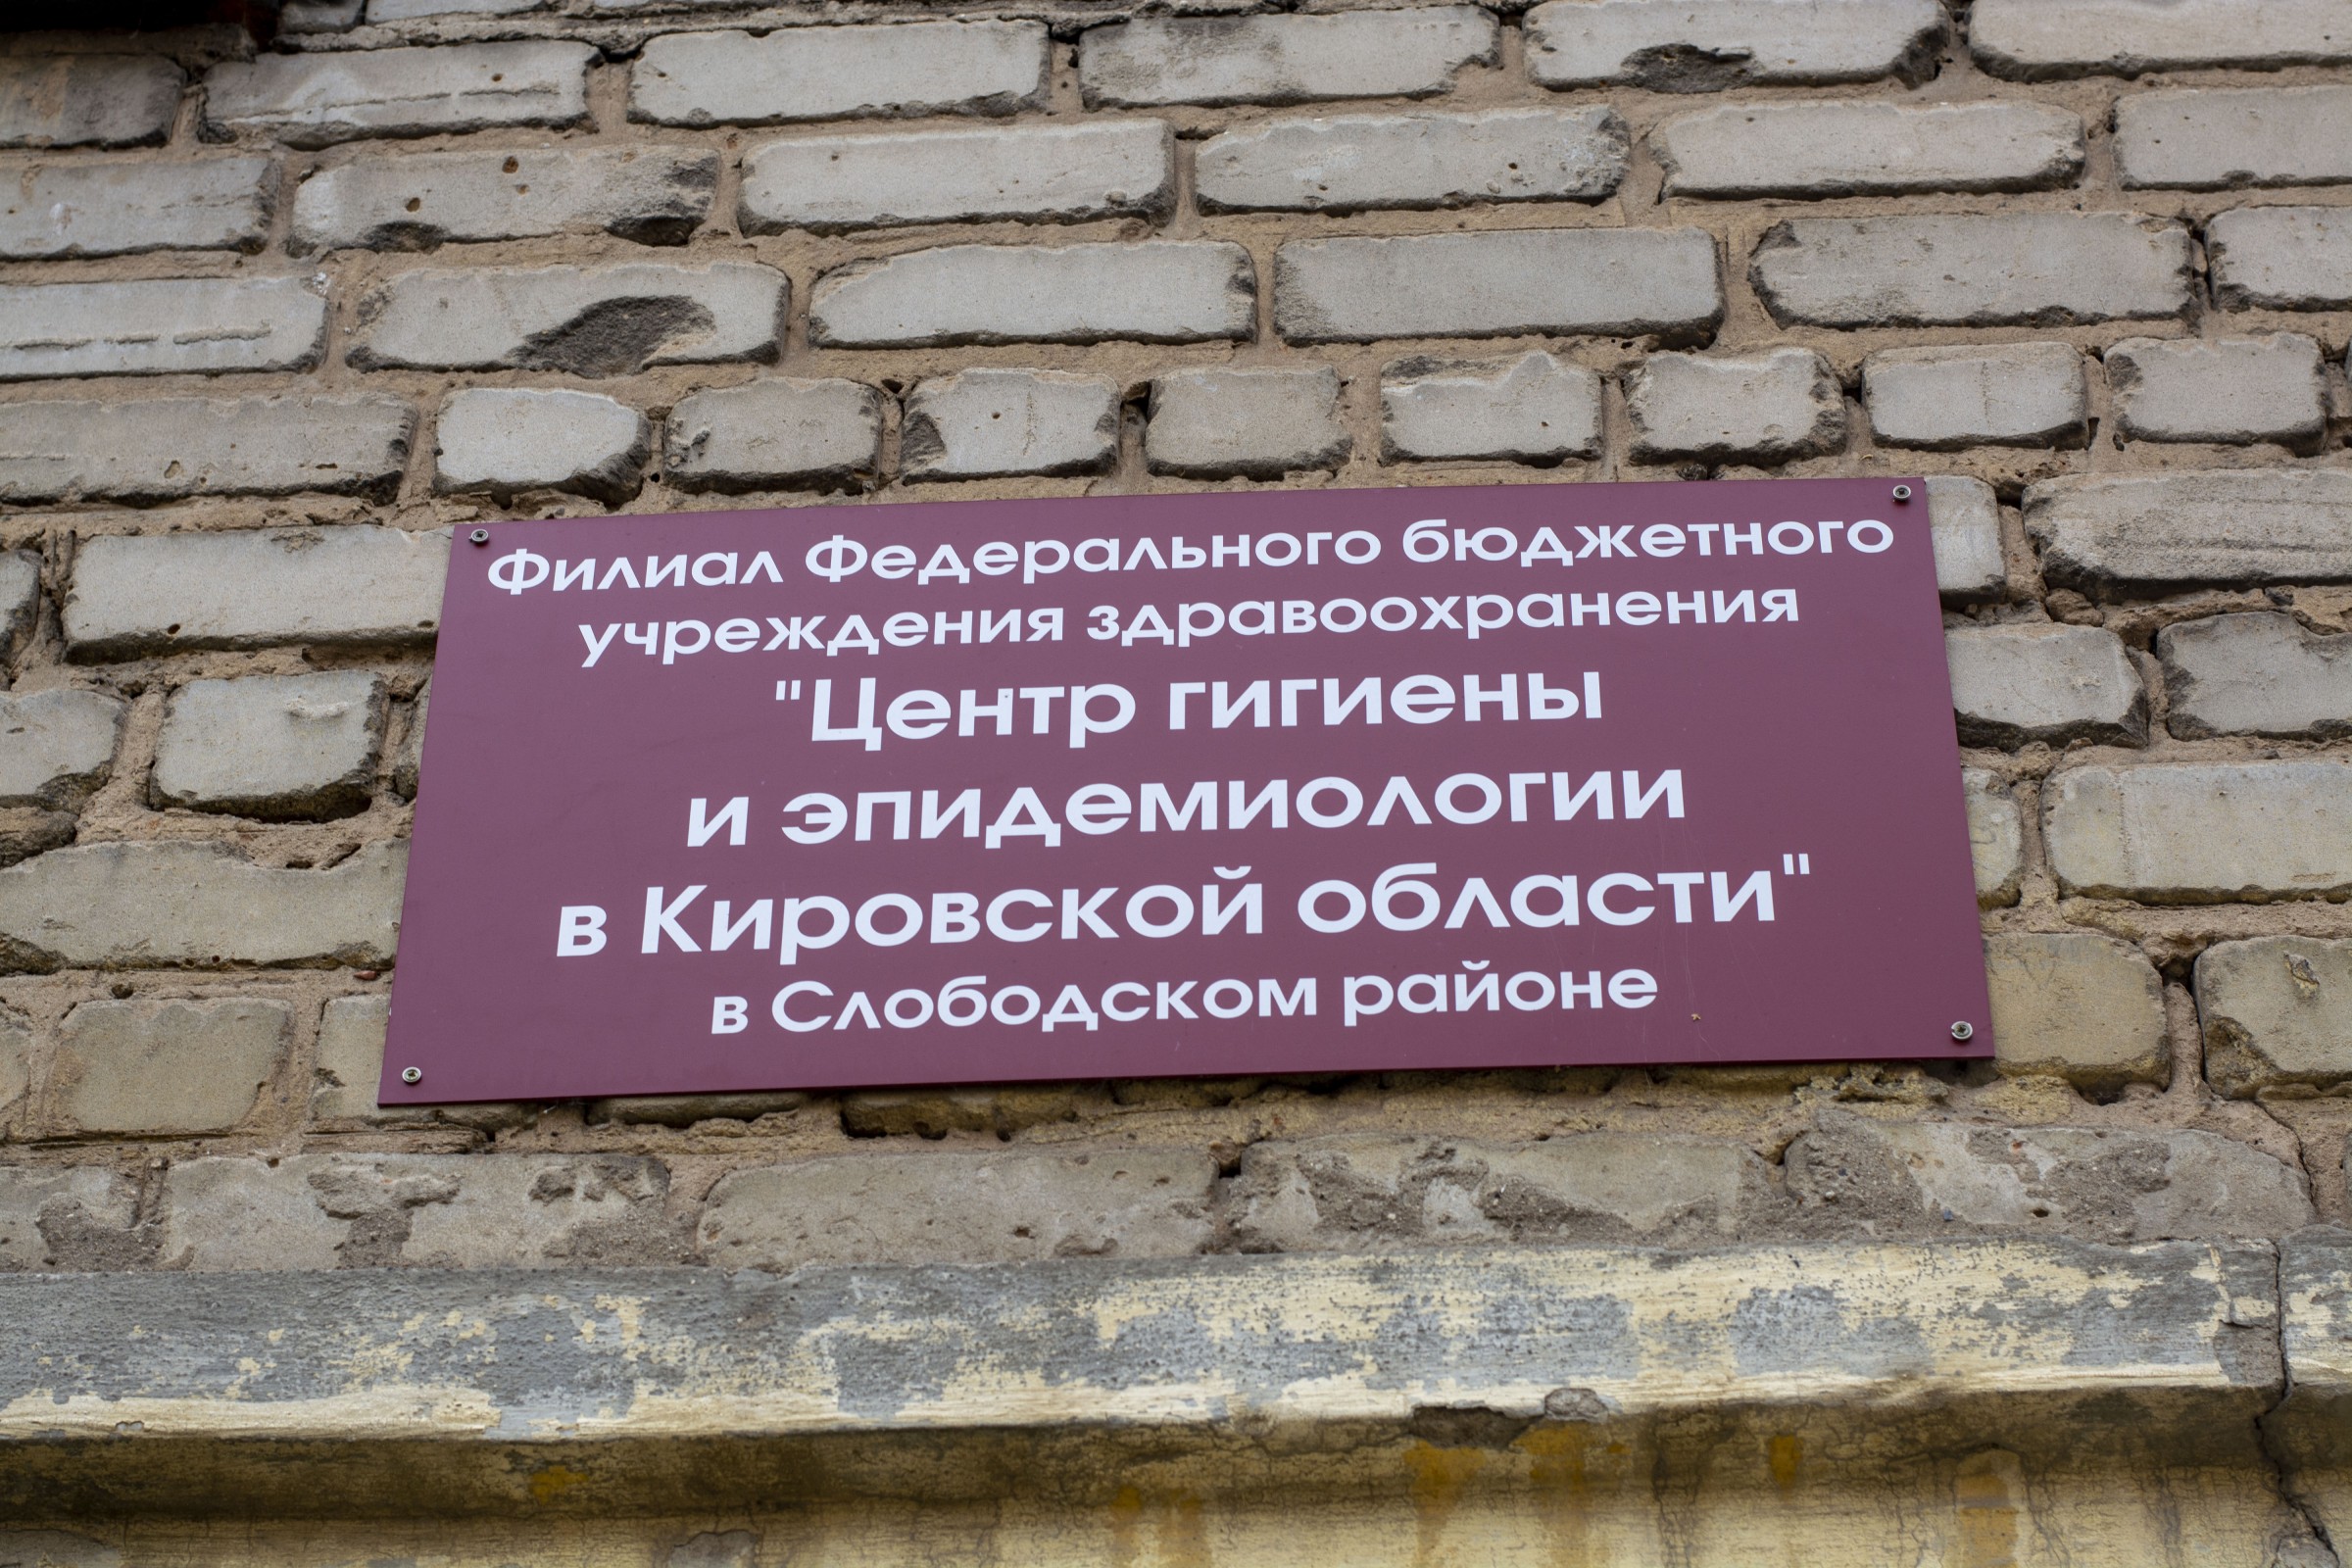 Филиал Федерального бюджетного
учреждения здравоохранения
"Центр гигиены
и эпидемиологии
в Кировской области"
в Слободском районе